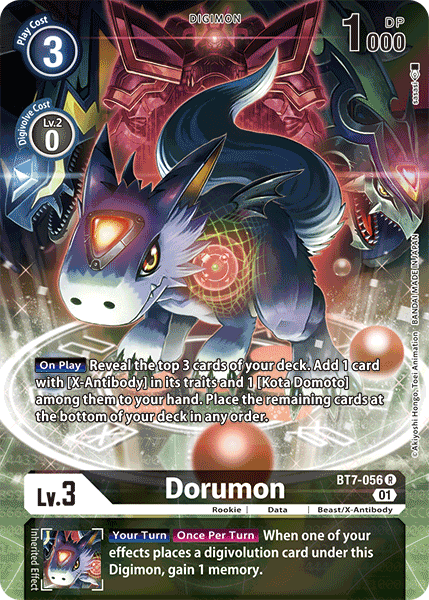 Play Cost
3
DIGIMON
DP
1000
Digivolve Cost
Lv.2
0
©Akiyoshi Hongo, Toei Animation
BANDAI MADE IN JAPAN
On Play Reveal the top 3 cards of your deck. Add 1 card
with [X-Antibody] in its traits and 1 [Kota Domoto]
among them to your hand. Place the remaining cards at
the bottom of your deck in any order.
BT7-056 R
01
Lv.3
Dorumon
Rookie | Data | Beast/X-Antibody
Inherited Effect
Your Turn Once Per Turn When one of your
effects places a digivolution card under this
Digimon, gain 1 memory.